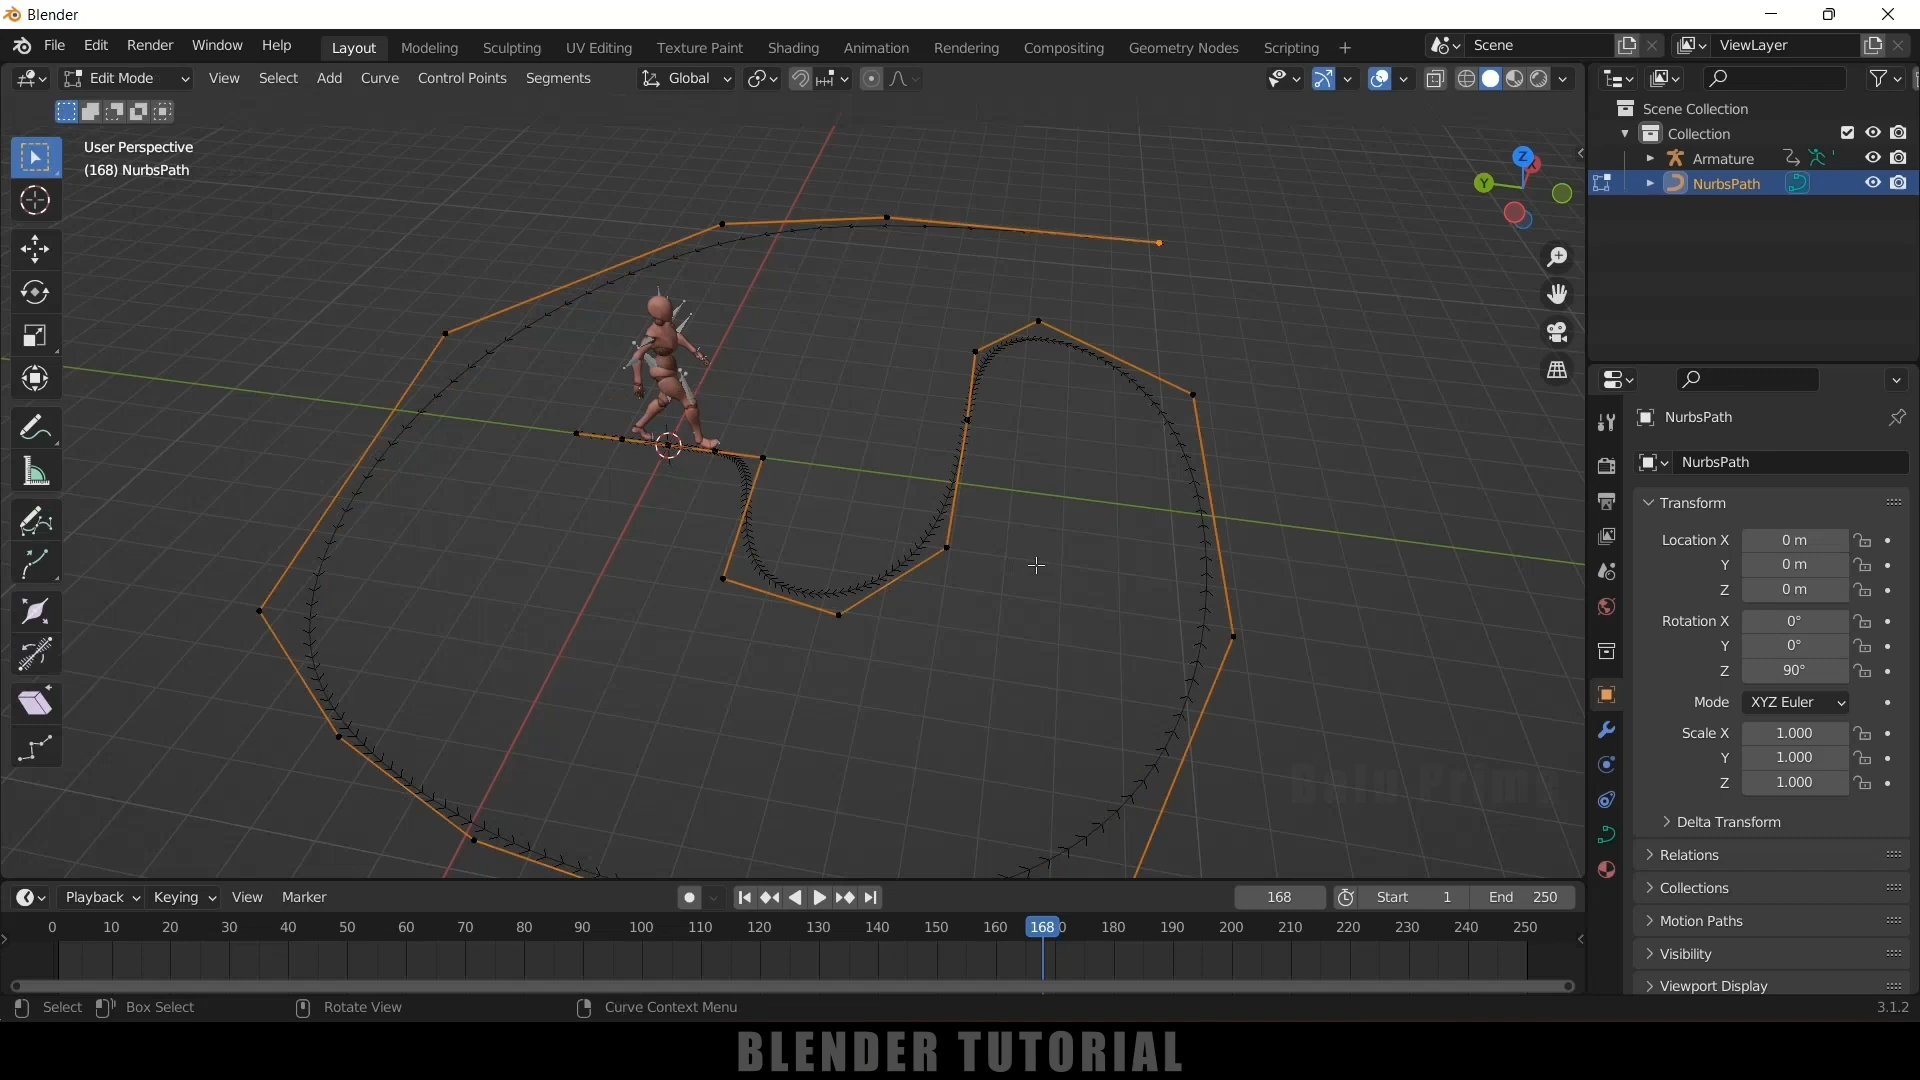 Blender
File Edit Render Window Help Layout Modeling Sculpting UV Editing Texture Paint Shading Animation Rendering Compositing Geometry Nodes Scripting + Scene ViewLayer
Edit Mode View Select Add Curve Control Points Segments Global
User Perspective
(168) NurbsPath
Z
X
Y
Scene Collection
Collection
Armature
NurbsPath
NurbsPath
NurbsPath
Transform
Location X 0 m
Y 0 m
Z 0 m
Rotation X 0°
Y 0°
Z 90°
Mode XYZ Euler
Scale X 1.000
Y 1.000
Z 1.000
Delta Transform
Relations
Collections
Motion Paths
Visibility
Viewport Display
Playback Keying View Marker 168 Start 1 End 250
0 10 20 30 40 50 60 70 80 90 100 110 120 130 140 150 160 168 180 190 200 210 220 230 240 250
Select Box Select Rotate View Curve Context Menu 3.1.2
BLENDER TUTORIAL